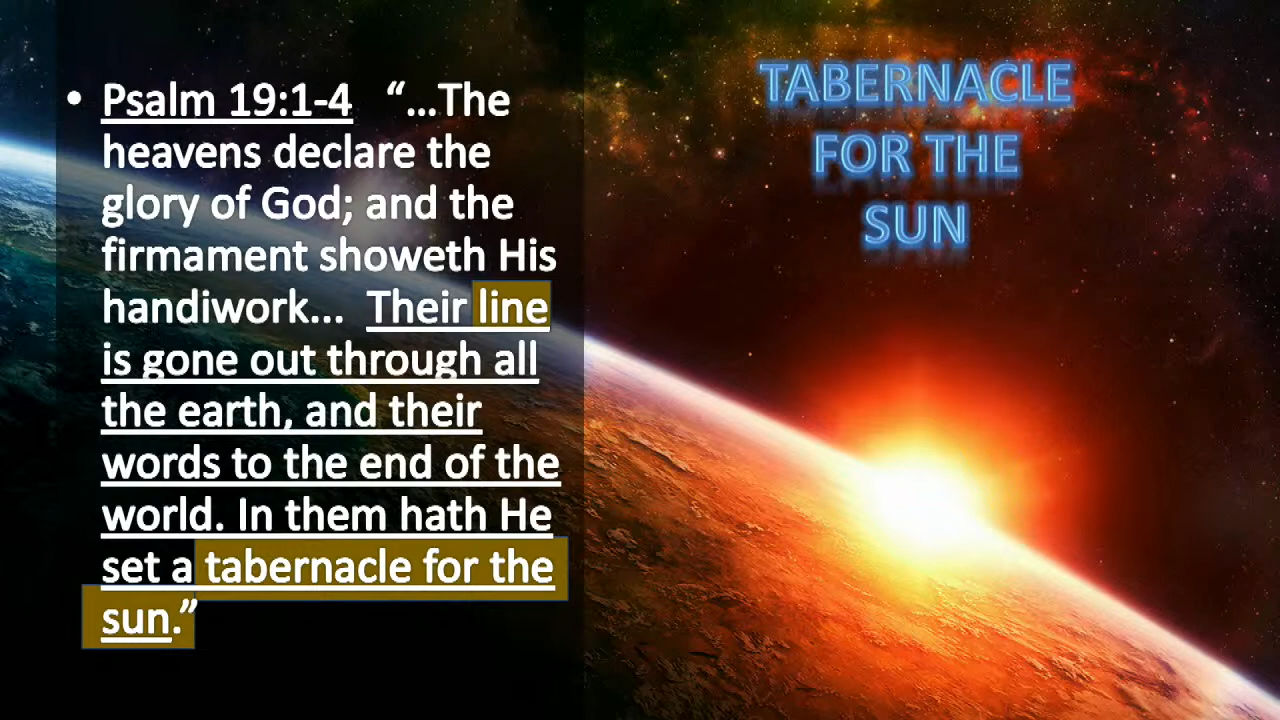 • Psalm 19:1-4 “...The
heavens declare the
glory of God; and the
firmament showeth His
handiwork... Their line
is gone out through all
the earth, and their
words to the end of the
world. In them hath He
set a tabernacle for the
sun.”
TABERNACLE
FOR THE
SUN